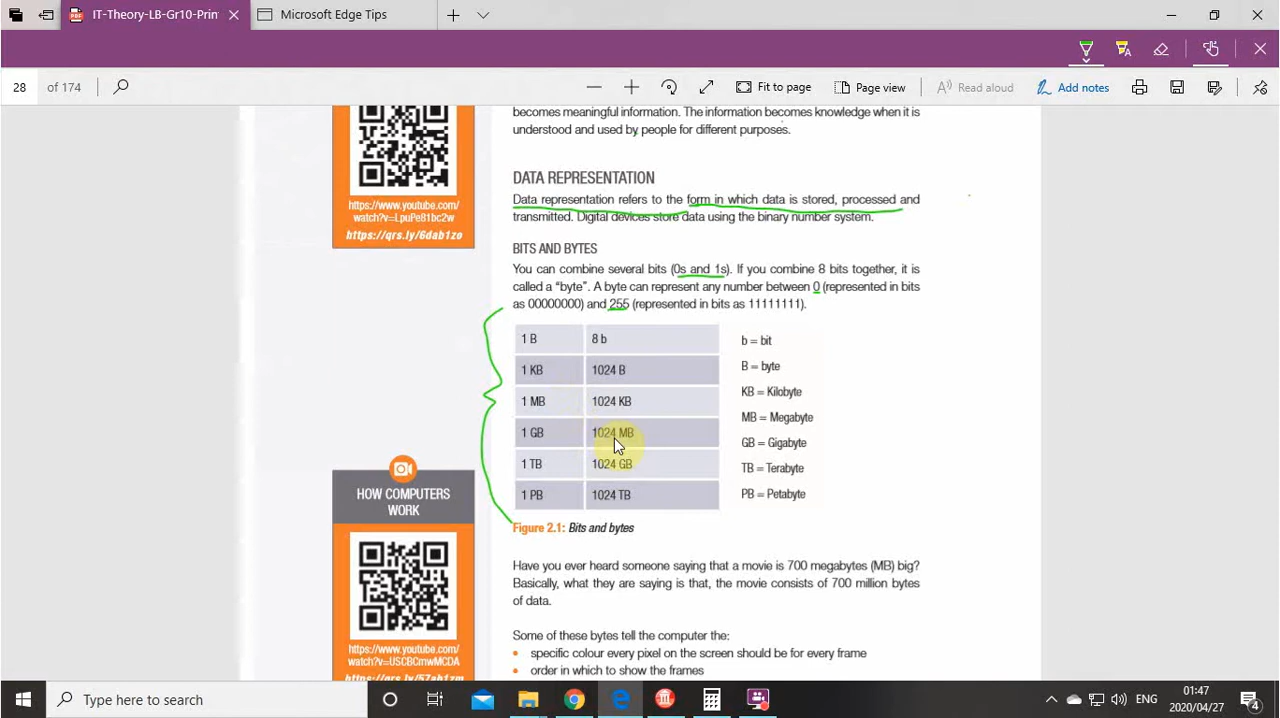 IT-Theory-LB-Gr10-Prin
Microsoft Edge Tips
28 of 174
Fit to page
Page view
Read aloud
Add notes
becomes meaningful information. The information becomes knowledge when it is
understood and used by people for different purposes.
https://www.youtube.com/
watch?v=LpuPe81bc2w
https://qrs.ly/6dab1zo
DATA REPRESENTATION
Data representation refers to the form in which data is stored, processed and
transmitted. Digital devices store data using the binary number system.
BITS AND BYTES
You can combine several bits (0s and 1s). If you combine 8 bits together, it is
called a “byte”. A byte can represent any number between 0 (represented in bits
as 00000000) and 255 (represented in bits as 11111111).
1 B 8 b
1 KB 1024 B
1 MB 1024 KB
1 GB 1024 MB
1 TB 1024 GB
1 PB 1024 TB
b = bit
B = byte
KB = Kilobyte
MB = Megabyte
GB = Gigabyte
TB = Terabyte
PB = Petabyte
Figure 2.1: Bits and bytes
HOW COMPUTERS
WORK
https://www.youtube.com/
watch?v=USCBCmwMCDA
Have you ever heard someone saying that a movie is 700 megabytes (MB) big?
Basically, what they are saying is that, the movie consists of 700 million bytes
of data.
Some of these bytes tell the computer the:
• specific colour every pixel on the screen should be for every frame
• order in which to show the frames
Type here to search
ENG
01:47
2020/04/27
4